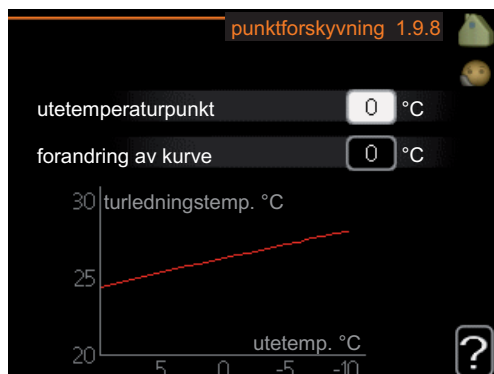 punktforskyvning 1.9.8
utetemperaturpunkt 0 °C
forandring av kurve 0 °C
30 turledningstemp. °C
25
utetemp. °C
20
5 0 -5 -10
?